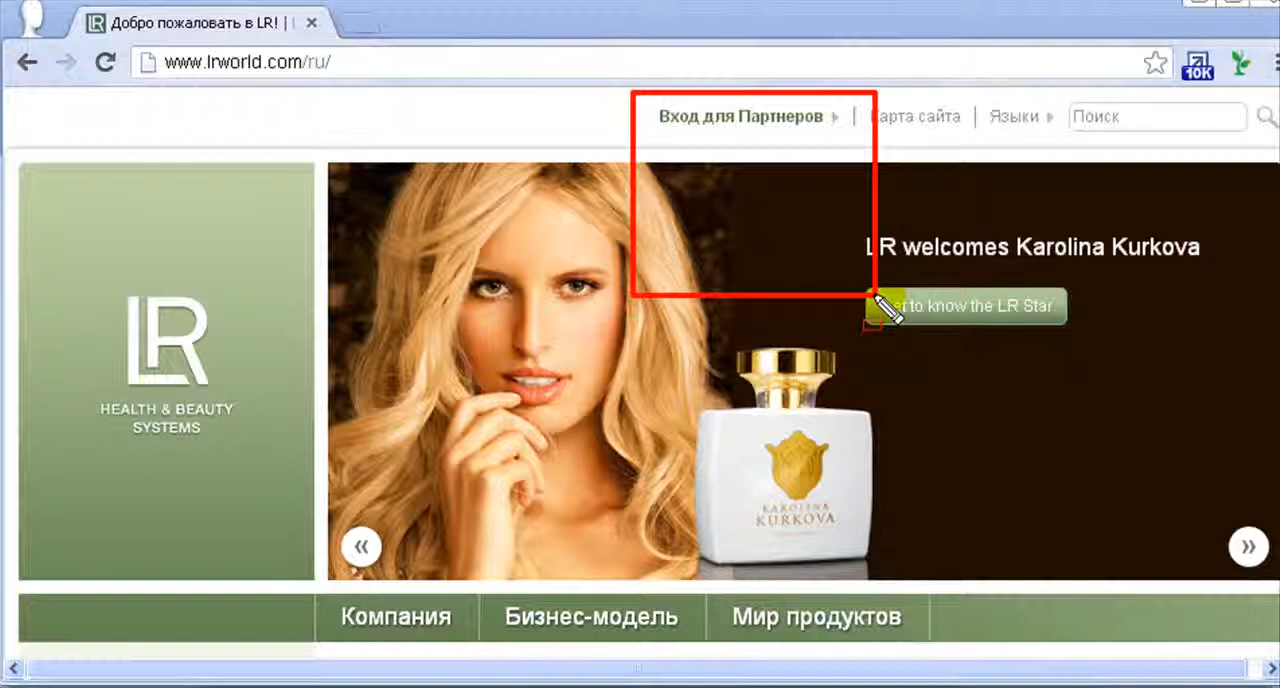 Добро пожаловать в LR! |
www.lrworld.com/ru/
10K
Вход для Партнеров
Карта сайта
Языки
Поиск
LR
HEALTH & BEAUTY
SYSTEMS
LR welcomes Karolina Kurkova
to know the LR Star
KAROLINA
KURKOVA
Компания
Бизнес-модель
Мир продуктов